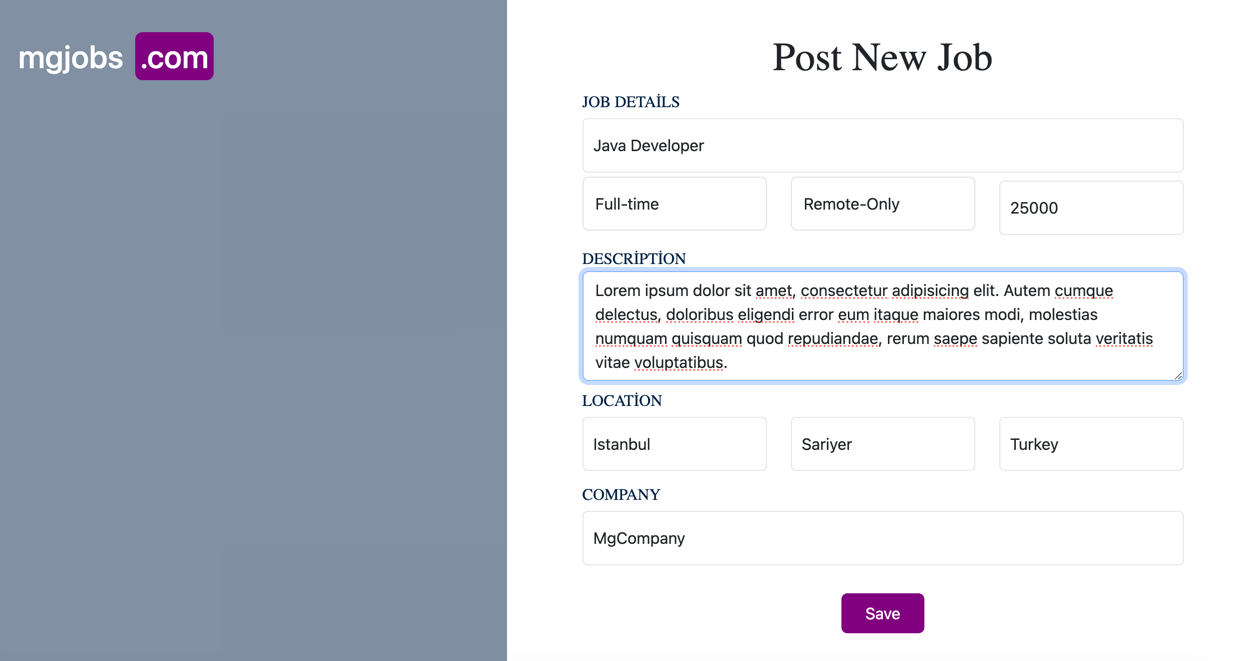 mgjobs .com
Post New Job
JOB DETAİLS
Java Developer
Full-time Remote-Only 25000
DESCRİPTİON
Lorem ipsum dolor sit amet, consectetur adipisicing elit. Autem cumque
delectus, doloribus eligendi error eum itaque maiores modi, molestias
numquam quisquam quod repudiandae, rerum saepe sapiente soluta veritatis
vitae voluptatibus.
LOCATİON
Istanbul Sariyer Turkey
COMPANY
MgCompany
Save